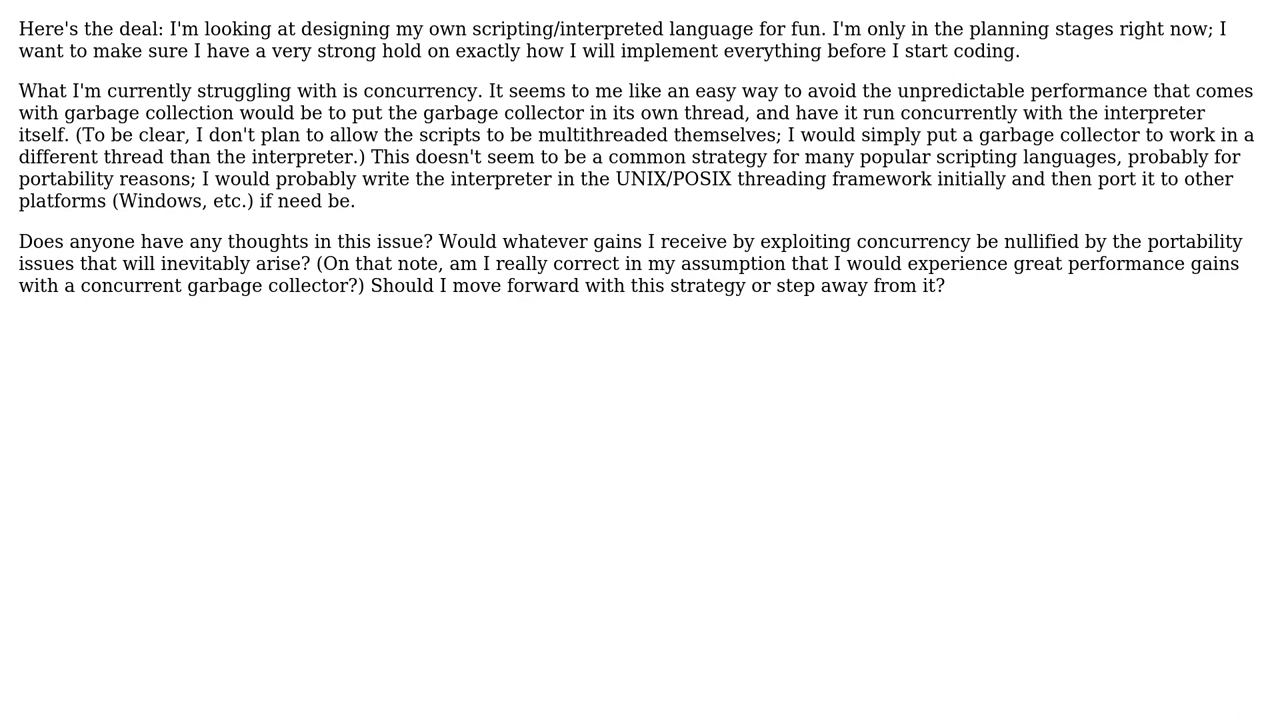 Here's the deal: I'm looking at designing my own scripting/interpreted language for fun. I'm only in the planning stages right now; I
want to make sure I have a very strong hold on exactly how I will implement everything before I start coding.
What I'm currently struggling with is concurrency. It seems to me like an easy way to avoid the unpredictable performance that comes
with garbage collection would be to put the garbage collector in its own thread, and have it run concurrently with the interpreter
itself. (To be clear, I don't plan to allow the scripts to be multithreaded themselves; I would simply put a garbage collector to work in a
different thread than the interpreter.) This doesn't seem to be a common strategy for many popular scripting languages, probably for
portability reasons; I would probably write the interpreter in the UNIX/POSIX threading framework initially and then port it to other
platforms (Windows, etc.) if need be.
Does anyone have any thoughts in this issue? Would whatever gains I receive by exploiting concurrency be nullified by the portability
issues that will inevitably arise? (On that note, am I really correct in my assumption that I would experience great performance gains
with a concurrent garbage collector?) Should I move forward with this strategy or step away from it?